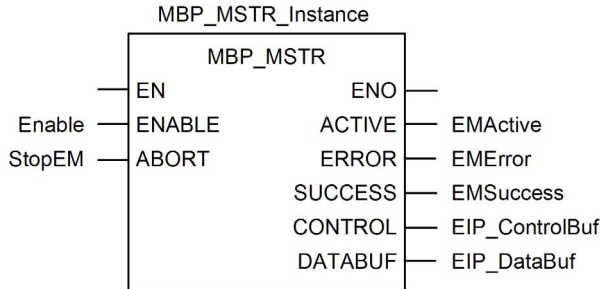 MBP_MSTR_Instance
MBP_MSTR
EN ENO
Enable ENABLE ACTIVE EMActive
StopEM ABORT ERROR EMError
SUCCESS EMSuccess
CONTROL EIP_ControlBuf
DATABUF EIP_DataBuf